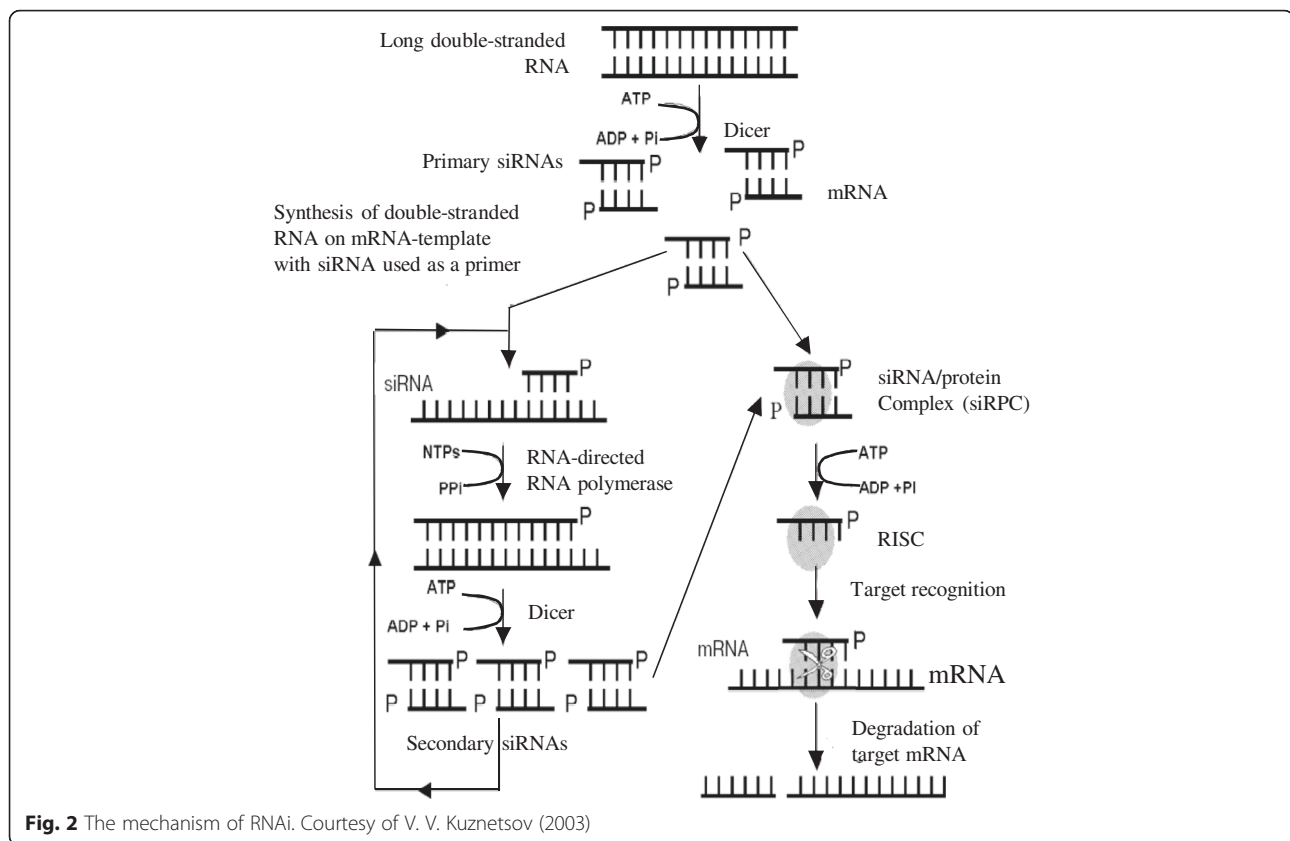 Long double-stranded
RNA
ATP
ADP + Pi
Dicer
Primary siRNAs
P
P
P
P
mRNA
Synthesis of double-stranded
RNA on mRNA-template
with siRNA used as a primer
P
P
siRNA
P
NTPs
PPi
RNA-directed
RNA polymerase
P
ATP
ADP + Pi
Dicer
P
P
P
P
P
P
Secondary siRNAs
P
P
siRNA/protein
Complex (siRPC)
ATP
ADP +PI
P
RISC
Target recognition
P
mRNA
mRNA
Degradation of
target mRNA
Fig. 2 The mechanism of RNAi. Courtesy of V. V. Kuznetsov (2003)